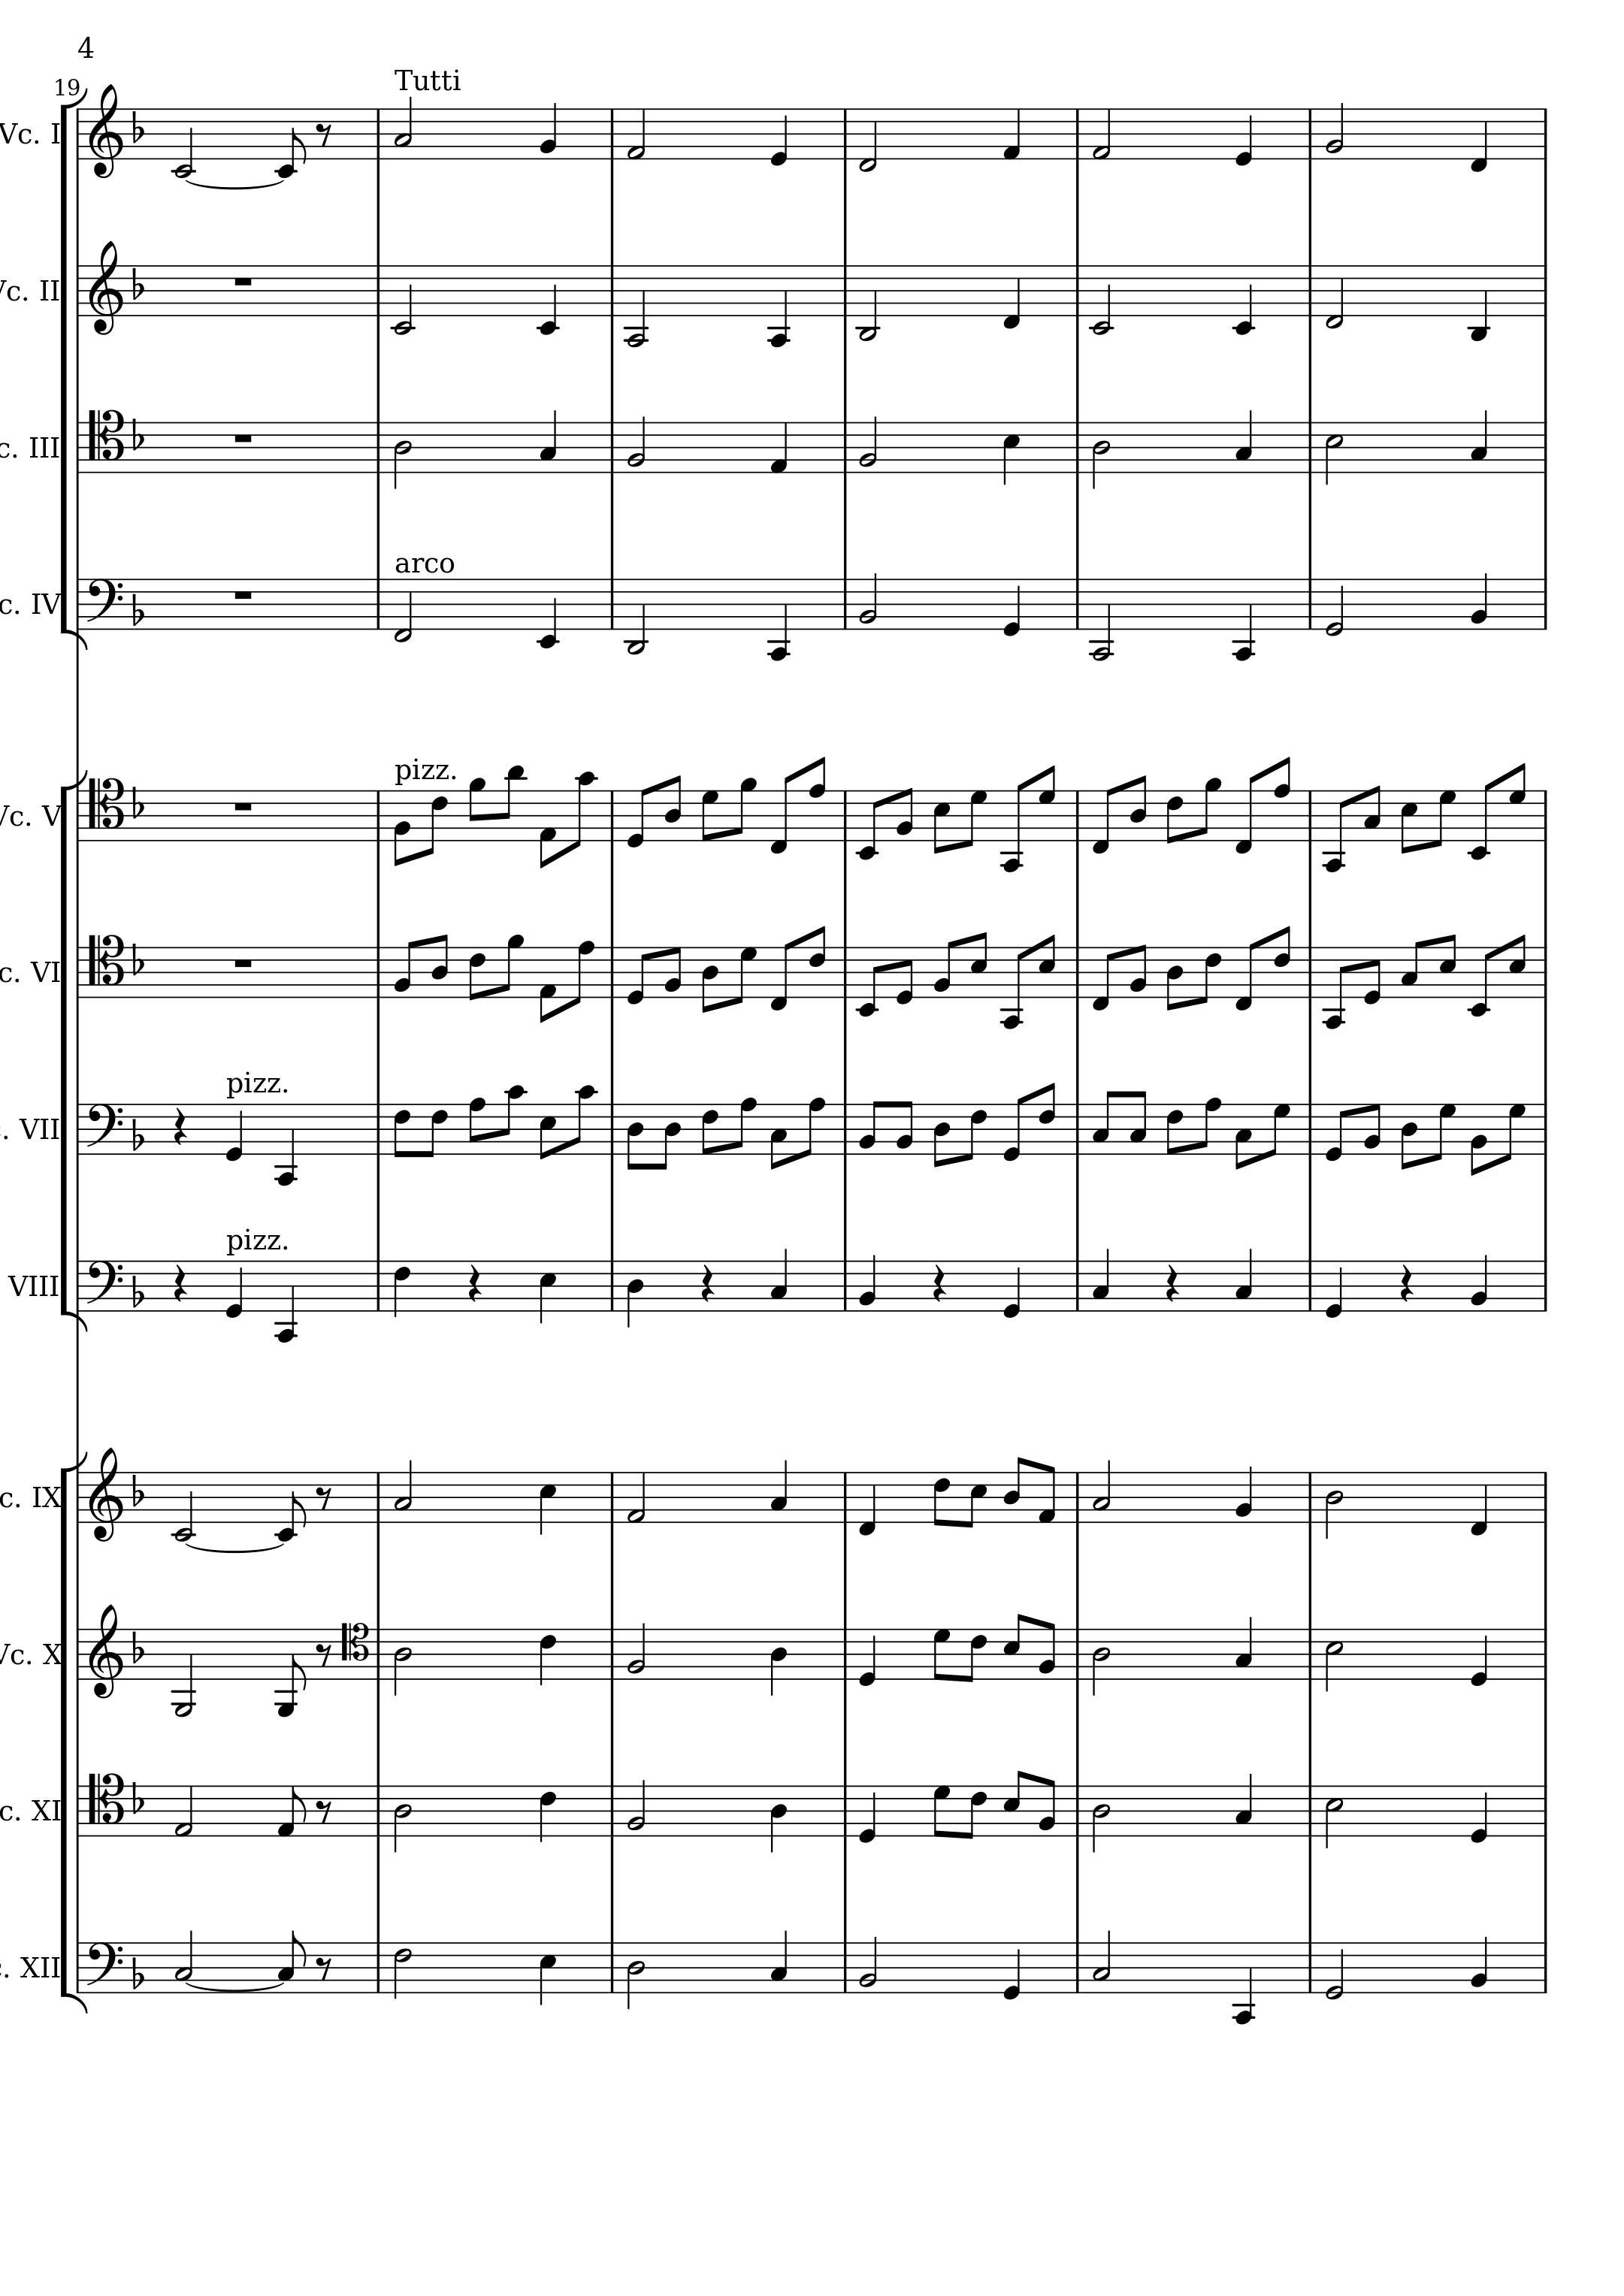 4
19
Tutti
Vc. I
Vc. II
c. III
arco
c. IV
pizz.
Vc. V
c. VI
pizz.
. VII
pizz.
VIII
c. IX
Vc. X
c. XI
c. XII